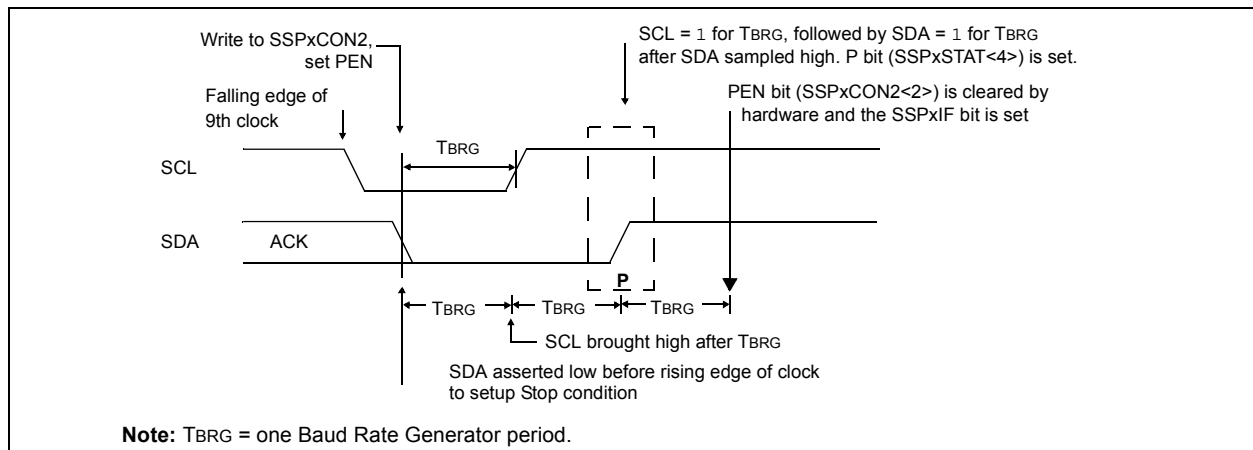 Write to SSPxCON2,
set PEN
SCL = 1 for TBRG, followed by SDA = 1 for TBRG
after SDA sampled high. P bit (SSPxSTAT<4>) is set.
Falling edge of
9th clock
PEN bit (SSPxCON2<2>) is cleared by
hardware and the SSPxIF bit is set
TBRG
SCL
SDA
ACK
P
TBRG
TBRG
TBRG
SCL brought high after TBRG
SDA asserted low before rising edge of clock
to setup Stop condition
Note: TBRG = one Baud Rate Generator period.